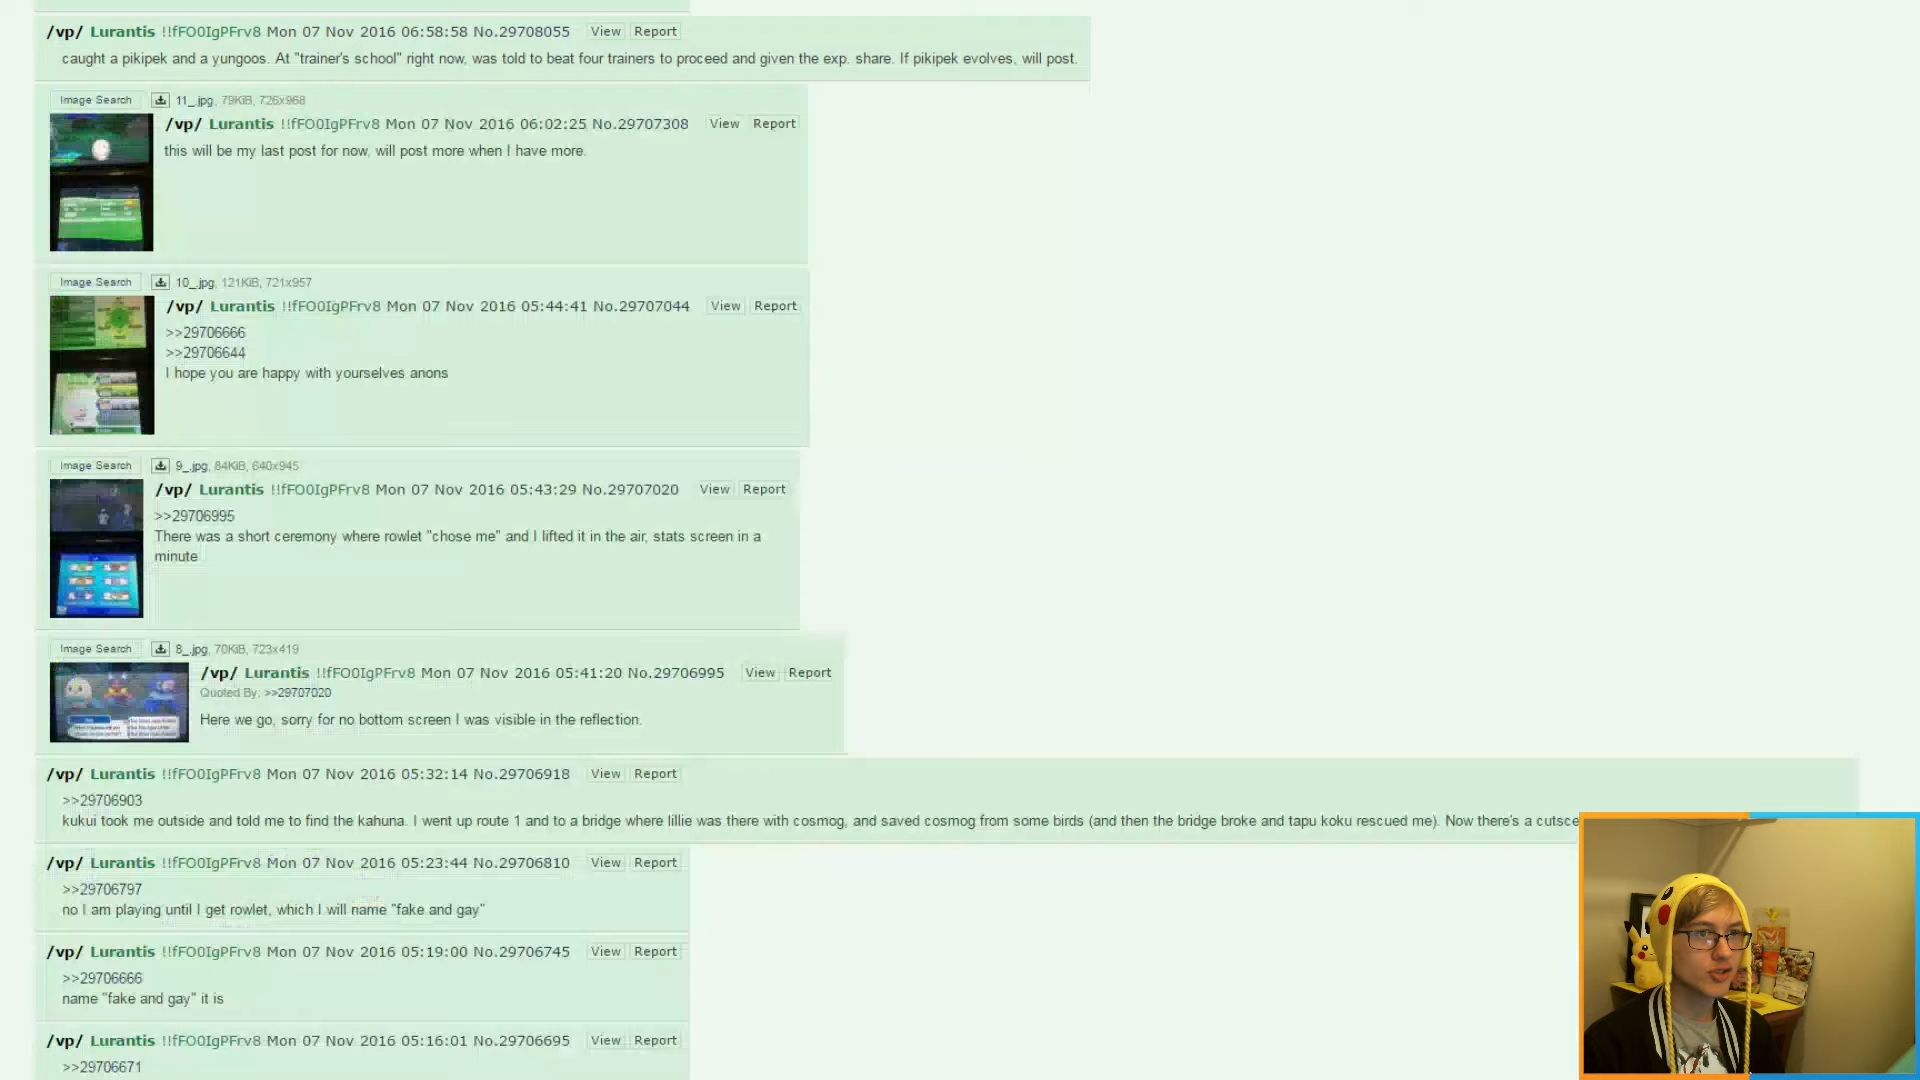 /vp/ Lurantis !!fFO0IgPFrv8 Mon 07 Nov 2016 06:58:58 No.29708055 View Report
caught a pikipek and a yungoos. At "trainer's school" right now, was told to beat four trainers to proceed and given the exp. share. If pikipek evolves, will post.
Image Search 11_.jpg, 79KiB, 726x968
/vp/ Lurantis !!fFO0IgPFrv8 Mon 07 Nov 2016 06:02:25 No.29707308 View Report
this will be my last post for now, will post more when I have more.
Image Search 10_.jpg, 121KiB, 721x957
/vp/ Lurantis !!fFO0IgPFrv8 Mon 07 Nov 2016 05:44:41 No.29707044 View Report
>>29706666
>>29706644
I hope you are happy with yourselves anons
Image Search 9_.jpg, 84KiB, 640x945
/vp/ Lurantis !!fFO0IgPFrv8 Mon 07 Nov 2016 05:43:29 No.29707020 View Report
>>29706995
There was a short ceremony where rowlet "chose me" and I lifted it in the air, stats screen in a
minute
Image Search 8_.jpg, 70KiB, 723x419
/vp/ Lurantis !!fFO0IgPFrv8 Mon 07 Nov 2016 05:41:20 No.29706995 View Report
Quoted By: >>29707020
Here we go, sorry for no bottom screen I was visible in the reflection.
/vp/ Lurantis !!fFO0IgPFrv8 Mon 07 Nov 2016 05:32:14 No.29706918 View Report
>>29706903
kukui took me outside and told me to find the kahuna. I went up route 1 and to a bridge where lillie was there with cosmog, and saved cosmog from some birds (and then the bridge broke and tapu koku rescued me). Now there's a cutsce
/vp/ Lurantis !!fFO0IgPFrv8 Mon 07 Nov 2016 05:23:44 No.29706810 View Report
>>29706797
no I am playing until I get rowlet, which I will name "fake and gay"
/vp/ Lurantis !!fFO0IgPFrv8 Mon 07 Nov 2016 05:19:00 No.29706745 View Report
>>29706666
name "fake and gay" it is
/vp/ Lurantis !!fFO0IgPFrv8 Mon 07 Nov 2016 05:16:01 No.29706695 View Report
>>29706671